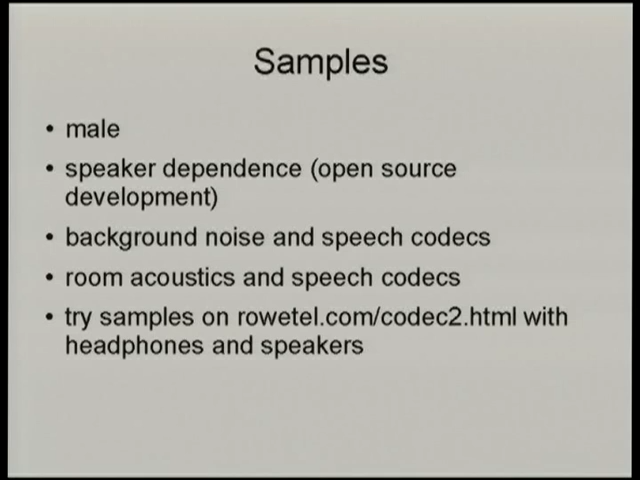 Samples
• male
• speaker dependence (open source
development)
• background noise and speech codecs
• room acoustics and speech codecs
• try samples on rowetel.com/codec2.html with
headphones and speakers